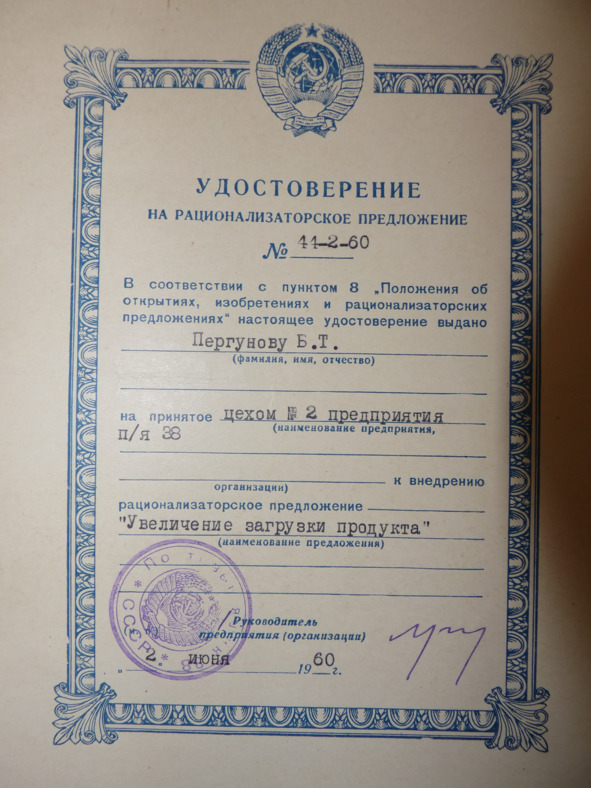 УДОСТОВЕРЕНИЕ
НА РАЦИОНАЛИЗАТОРСКОЕ ПРЕДЛОЖЕНИЕ
№ 44-2-60
В соответствии с пунктом 8 „Положения об
открытиях, изобретениях и рационализаторских
предложениях“ настоящее удостоверение выдано
Пергунову Б.Т.
(фамилия, имя, отчество)
на принятое цехом № 2 предприятия
(наименование предприятия,
п/я 38
организации) к внедрению
рационализаторское предложение
"Увеличение загрузки продукта"
(наименование предложения)
СССР
Руководитель
предприятия (организации)
„ 2. июня 1960 г.